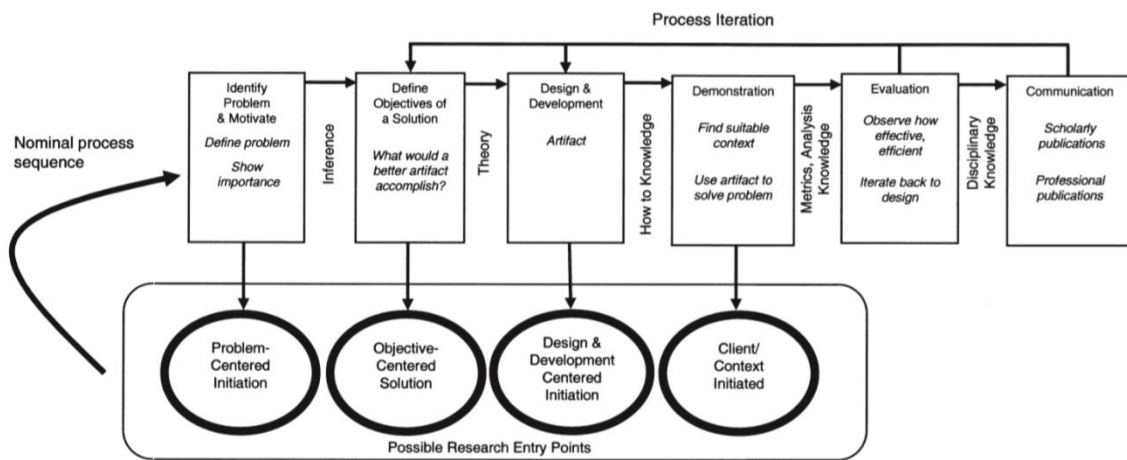 Process Iteration
Nominal process
sequence
Identify
Problem
& Motivate
Define problem
Show
importance
Inference
Define
Objectives of
a Solution
What would a
better artifact
accomplish?
Theory
Design &
Development
Artifact
How to Knowledge
Demonstration
Find suitable
context
Use artifact to
solve problem
Metrics, Analysis
Knowledge
Evaluation
Observe how
effective,
efficient
Iterate back to
design
Disciplinary
Knowledge
Communication
Scholarly
publications
Professional
publications
Problem-
Centered
Initiation
Objective-
Centered
Solution
Design &
Development
Centered
Initiation
Client/
Context
Initiated
Possible Research Entry Points